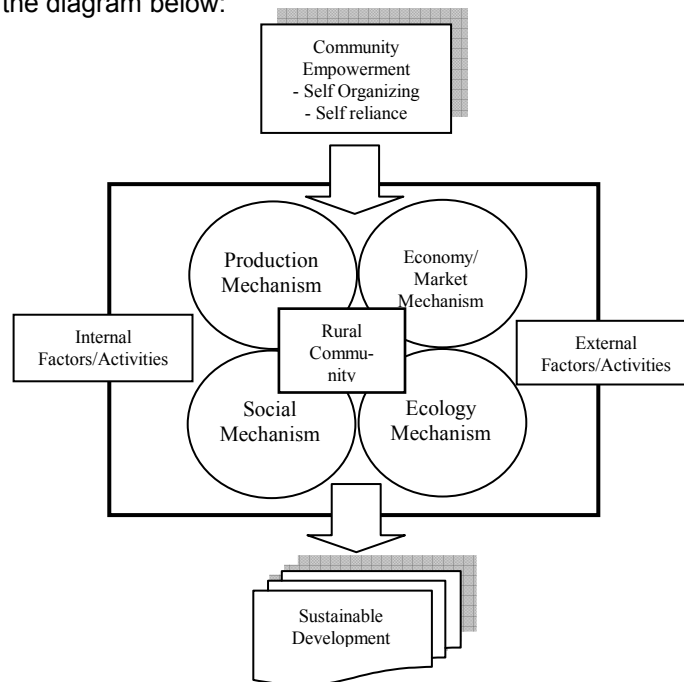 the diagram below:
Community
Empowerment
- Self Organizing
- Self reliance
Production
Mechanism
Economy/
Market
Mechanism
Internal
Factors/Activities
Rural
Commu-
nity
External
Factors/Activities
Social
Mechanism
Ecology
Mechanism
Sustainable
Development